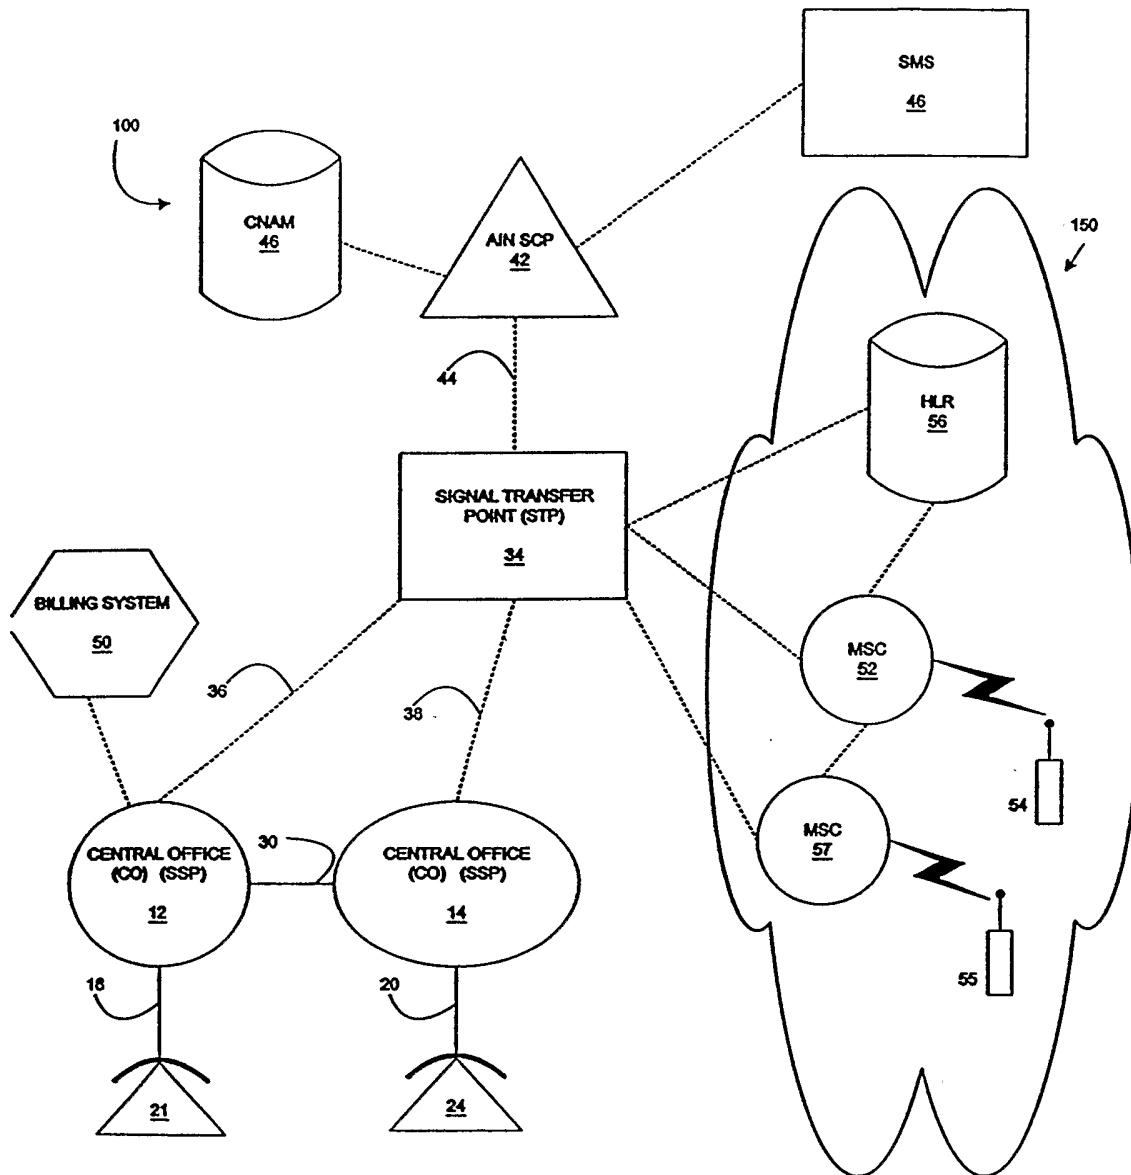 SMS
46
100
CNAM
46
AIN SCP
42
150
44
HLR
56
SIGNAL TRANSFER
POINT (STP)
34
BILLING SYSTEM
50
36
38
MSC
52
54
MSC
57
55
CENTRAL OFFICE
(CO) (SSP)
12
30
CENTRAL OFFICE
(CO) (SSP)
14
18
20
21
24